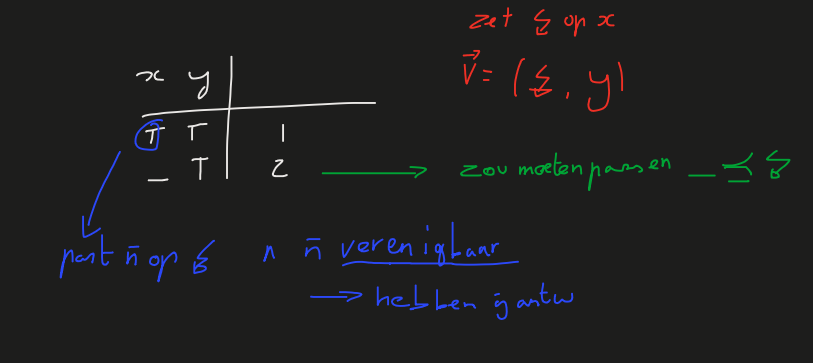 zet ↯ op x
V⃗ = (↯, y)
x y
T T 1
_ T 2 → zou moeten passen _ ⪯ ↯
past n̄ op ↯ ∧ n̄ verenigbaar
→ hebben ḡ antw